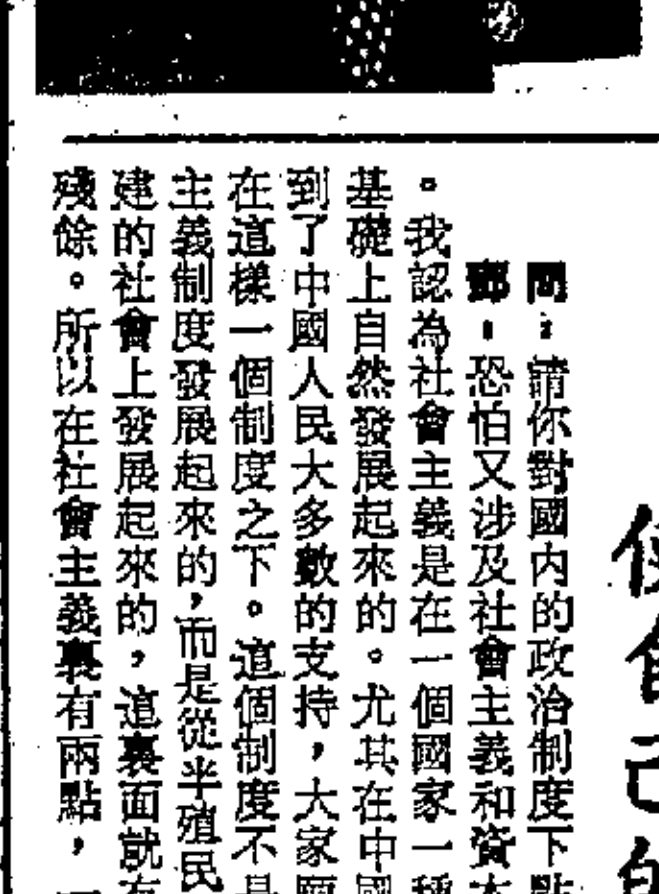 問：請你對國内的政治制度下
鄧：恐怕又涉及社會主義和資
。我認為社會主義是在一個國家一種
基礎上自然發展起來的。尤其在中國
到了中國人民大多數的支持，大家
在這樣一個制度之下。這個制度不是
主義制度發展起來的，而是從半殖民
建的社會上發展起來的，這裏面就有
殘餘。所以在社會主義裏有兩點，